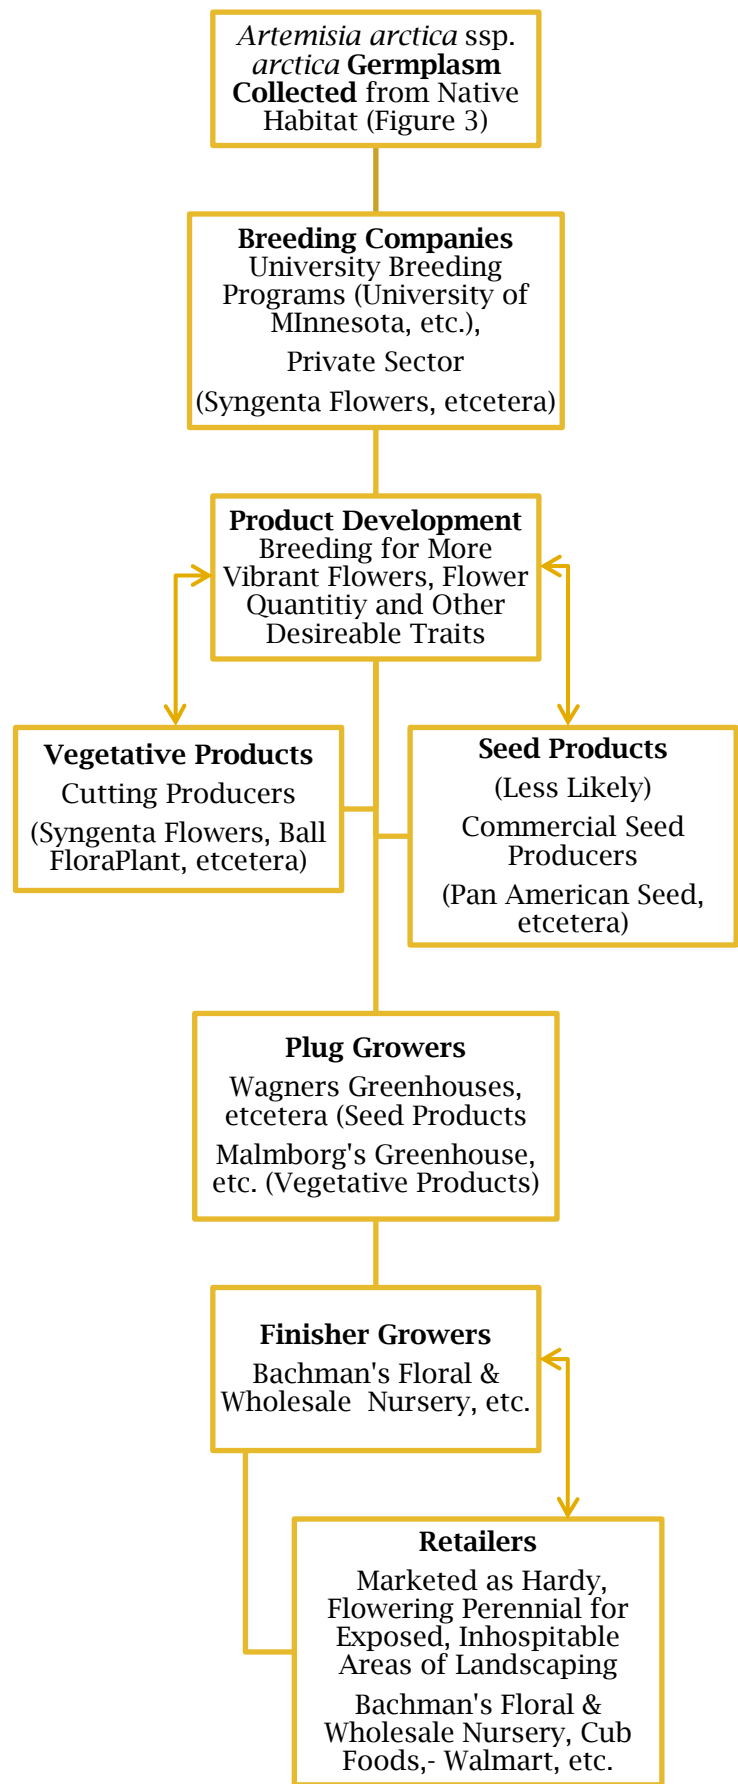 Artemisia arctica ssp.
arctica Germplasm
Collected from Native
Habitat (Figure 3)
Breeding Companies
University Breeding
Programs (University of
MInnesota, etc.),
Private Sector
(Syngenta Flowers, etcetera)
Product Development
Breeding for More
Vibrant Flowers, Flower
Quantitiy and Other
Desireable Traits
Vegetative Products
Cutting Producers
(Syngenta Flowers, Ball
FloraPlant, etcetera)
Seed Products
(Less Likely)
Commercial Seed
Producers
(Pan American Seed,
etcetera)
Plug Growers
Wagners Greenhouses,
etcetera (Seed Products
Malmborg's Greenhouse,
etc. (Vegetative Products)
Finisher Growers
Bachman's Floral &
Wholesale  Nursery, etc.
Retailers
Marketed as Hardy,
Flowering Perennial for
Exposed, Inhospitable
Areas of Landscaping
Bachman's Floral &
Wholesale Nursery, Cub
Foods,- Walmart, etc.